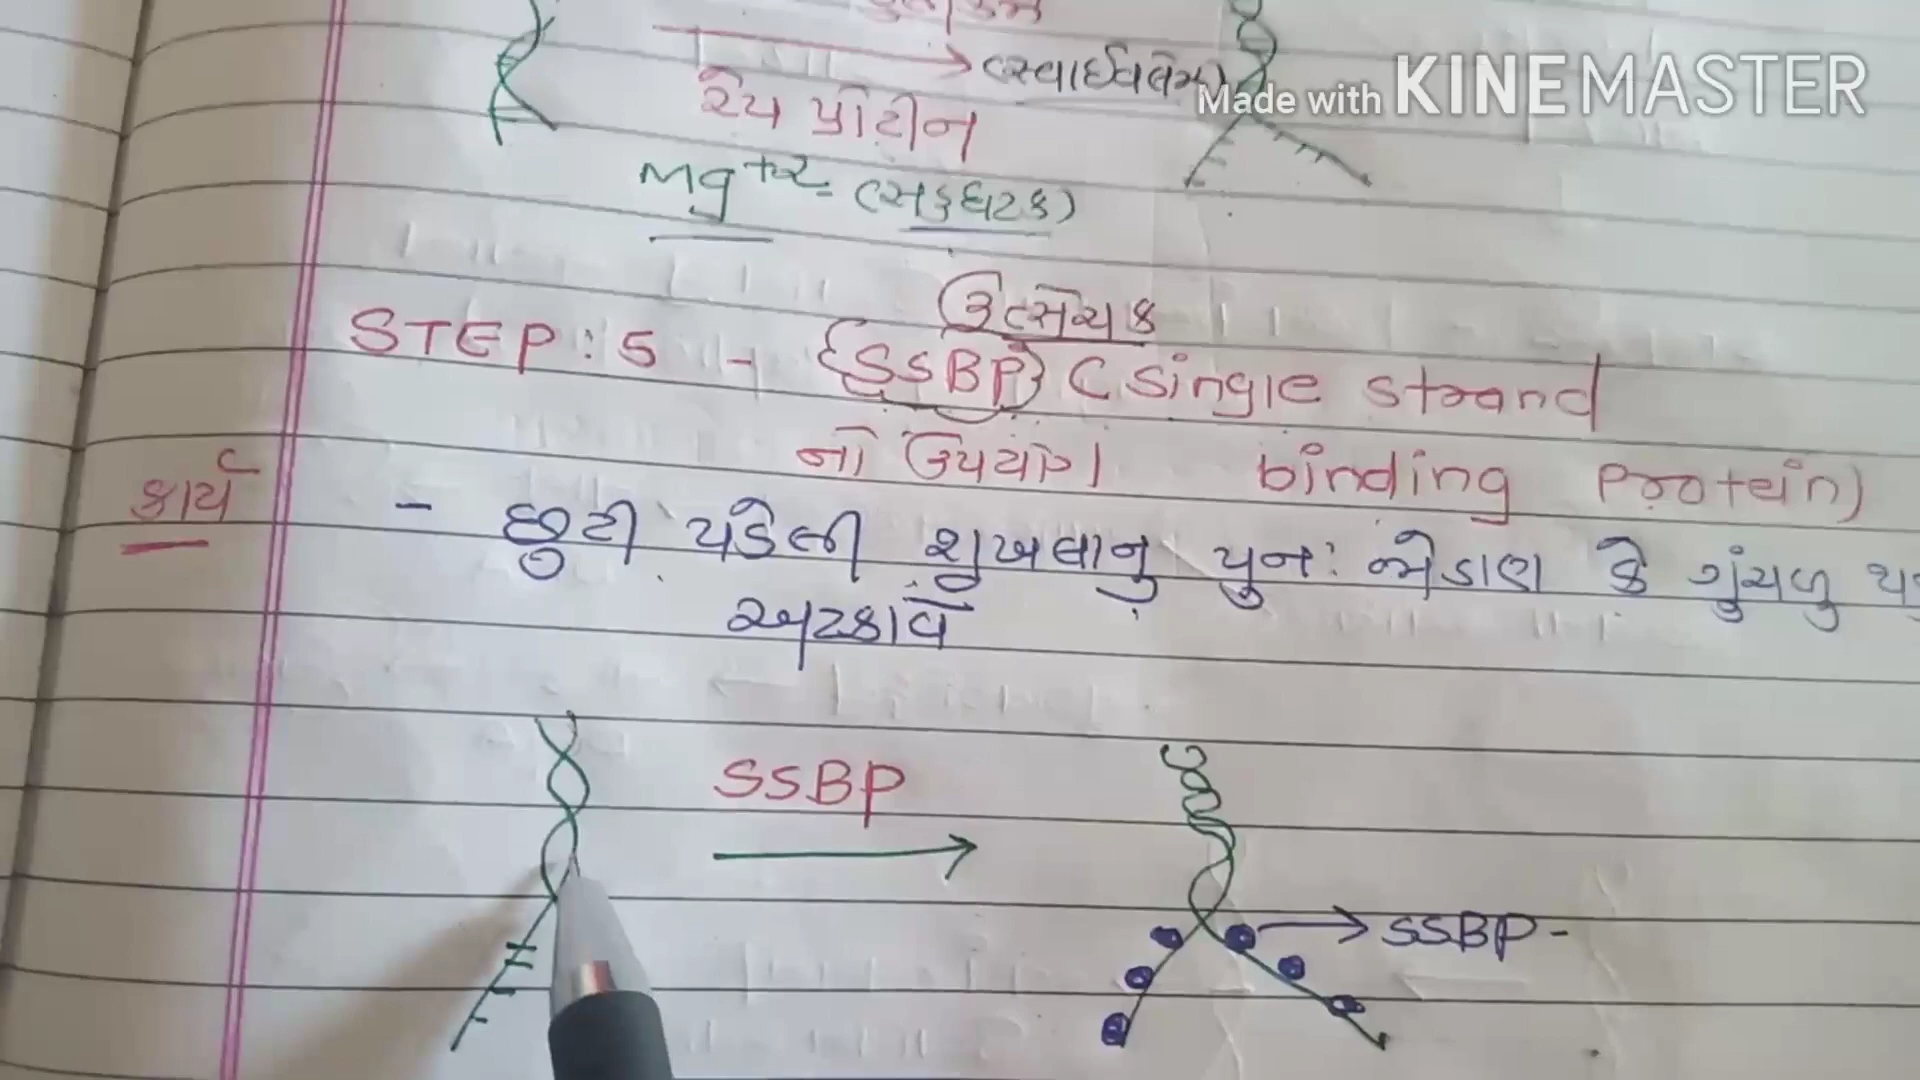 Made with KINEMASTER
રેપ પ્રોટીન
Mg+2 (સહઘટક)
ઉત્સેચક
STEP : 5 - {SSBP} (Single strand
નો ઉપયોગ binding Protein)
કાર્ય - છુટી પડેલી શૃંખલાનુ પુનઃ જોડાણ કે ગુંચળુ
અટકાવે
SSBP
SSBP -